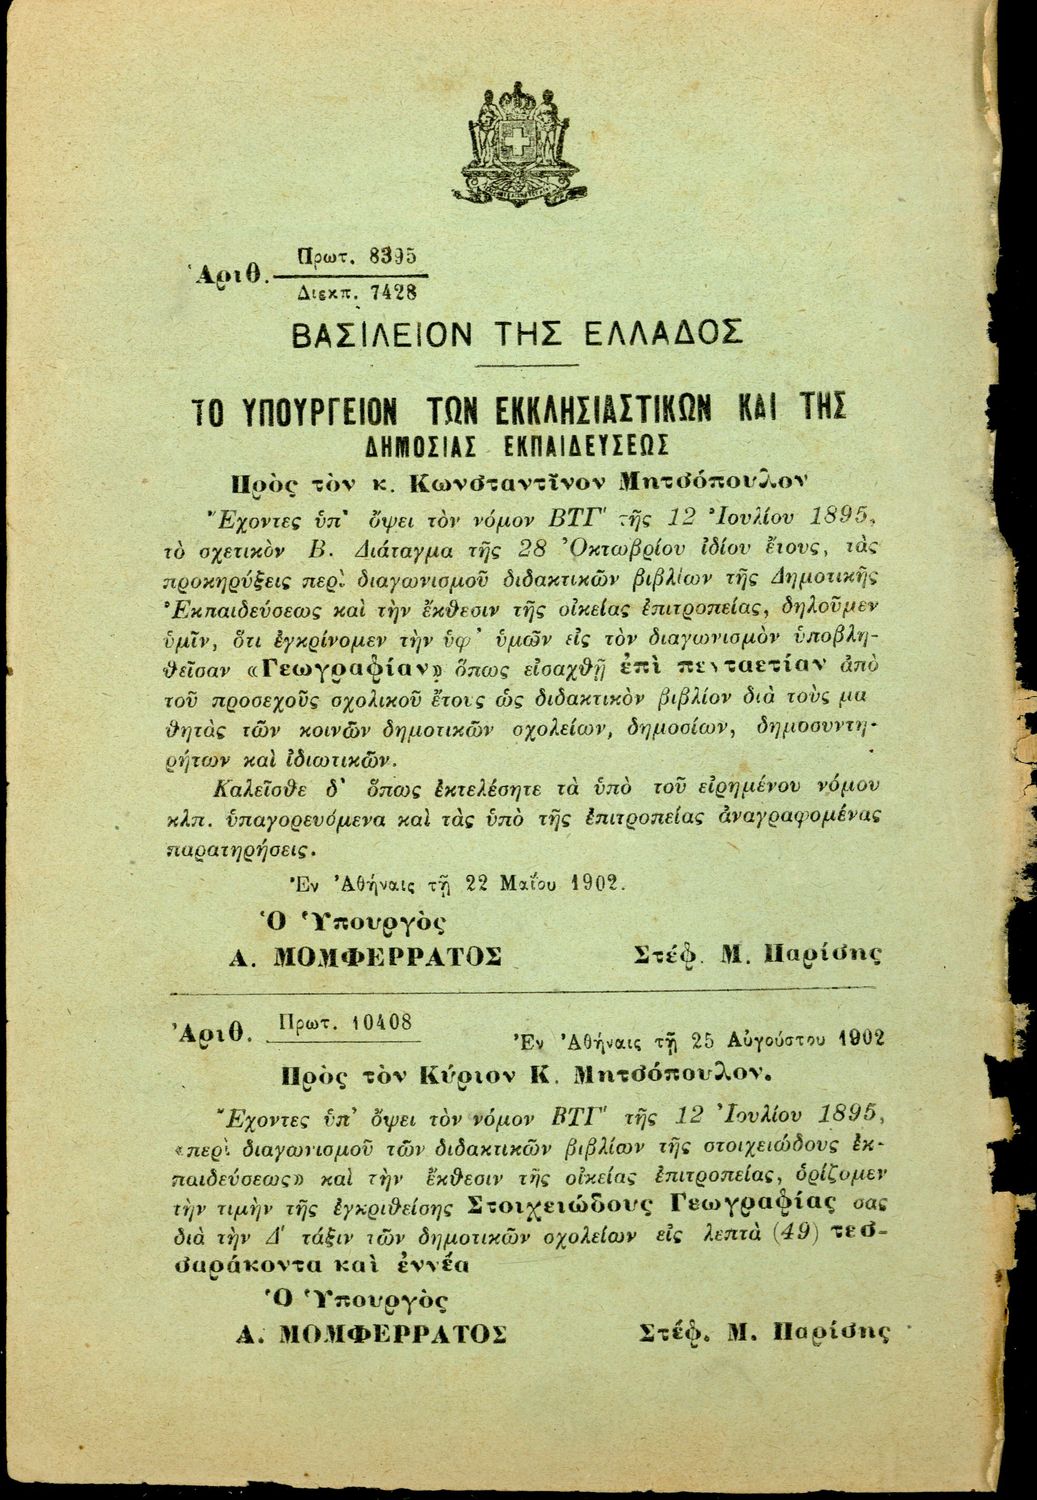 Πρωτ. 8395
Ἀριθ.
Διεκπ. 7428
ΒΑΣΙΛΕΙΟΝ ΤΗΣ ΕΛΛΑΔΟΣ
ΤΟ ΥΠΟΥΡΓΕΙΟΝ ΤΩΝ ΕΚΚΛΗΣΙΑΣΤΙΚΩΝ ΚΑΙ ΤΗΣ
ΔΗΜΟΣΙΑΣ ΕΚΠΑΙΔΕΥΣΕΩΣ
Πρὸς τὸν κ. Κωνσταντῖνον Μητσόπουλον
Ἔχοντες ὑπ' ὄψει τὸν νόμον ΒΤΓ' τῆς 12 Ἰουλίου 1895,
τὸ σχετικὸν Β. Διάταγμα τῆς 28 Ὀκτωβρίου ἰδίου ἔτους, τὰς
προκηρύξεις περὶ διαγωνισμοῦ διδακτικῶν βιβλίων τῆς Δημοτικῆς
Ἐκπαιδεύσεως καὶ τὴν ἔκθεσιν τῆς οἰκείας ἐπιτροπείας, δηλοῦμεν
ὑμῖν, ὅτι ἐγκρίνομεν τὴν ὑφ' ὑμῶν εἰς τὸν διαγωνισμὸν ὑποβλη-
θεῖσαν «Γεωγραφίαν» ὅπως εἰσαχθῇ ἐπὶ πενταετίαν ἀπὸ
τοῦ προσεχοῦς σχολικοῦ ἔτους ὡς διδακτικὸν βιβλίον διὰ τοὺς μα
θητὰς τῶν κοινῶν δημοτικῶν σχολείων, δημοσίων, δημοσυντη-
ρήτων καὶ ἰδιωτικῶν.
Καλεῖσθε δ' ὅπως ἐκτελέσητε τὰ ὑπὸ τοῦ εἰρημένου νόμου
κλπ. ὑπαγορευόμενα καὶ τὰς ὑπὸ τῆς ἐπιτροπείας ἀναγραφομένας
παρατηρήσεις.
Ἐν Ἀθήναις τῇ 22 Μαΐου 1902.
Ὁ Ὑπουργὸς
Α. ΜΟΜΦΕΡΡΑΤΟΣ Στέφ. Μ. Παρίσης
Ἀριθ. Πρωτ. 10408 Ἐν Ἀθήναις τῇ 25 Αὐγούστου 1902
Πρὸς τὸν Κύριον Κ. Μητσόπουλον.
Ἔχοντες ὑπ' ὄψει τὸν νόμον ΒΤΓ' τῆς 12 Ἰουλίου 1895,
«περὶ διαγωνισμοῦ τῶν διδακτικῶν βιβλίων τῆς στοιχειώδους ἐκ-
παιδεύσεως» καὶ τὴν ἔκθεσιν τῆς οἰκείας ἐπιτροπείας, ὁρίζομεν
τὴν τιμὴν τῆς ἐγκριθείσης Στοιχειώδους Γεωγραφίας σας
διὰ τὴν Δ' τάξιν τῶν δημοτικῶν σχολείων εἰς λεπτὰ (49) τεσ-
σαράκοντα καὶ ἐννέα
Ὁ Ὑπουργὸς
Α. ΜΟΜΦΕΡΡΑΤΟΣ Στέφ. Μ. Παρίσης